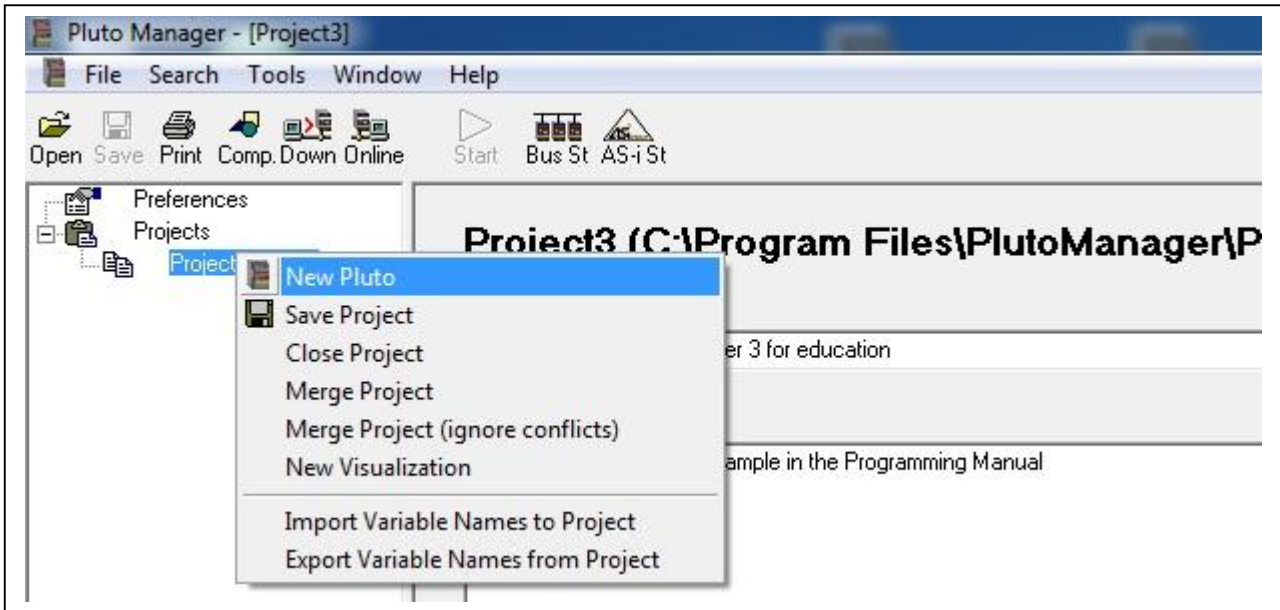 Pluto Manager - [Project3]
File Search Tools Window Help
Open Save Print Comp. Down Online Start Bus St AS-i St
AS-i
Preferences
Projects
Project
Project3 (C:\Program Files\PlutoManager\P
New Pluto
Save Project
Close Project
er 3 for education
Merge Project
Merge Project (ignore conflicts)
New Visualization
ample in the Programming Manual
Import Variable Names to Project
Export Variable Names from Project